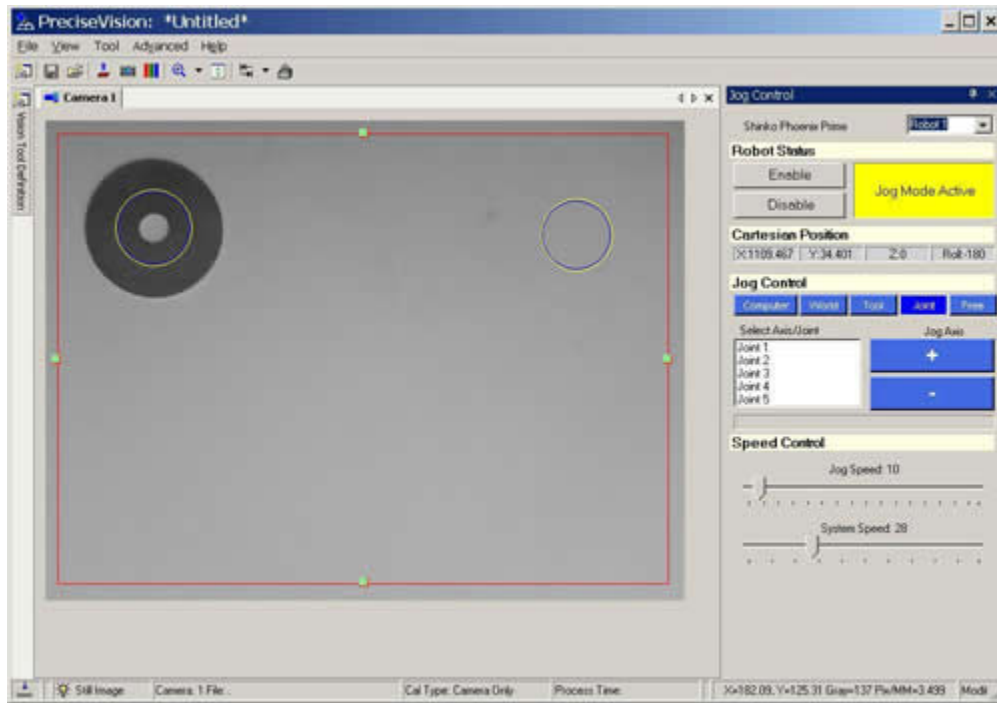 PreciseVision: *Untitled*
File View Tool Advanced Help
Camera 1
Vision Tool Definition
Jog Control
Shinko Phoenix Prime Robot 1
Robot Status
Enable
Disable
Jog Mode Active
Cartesian Position
X:1109.467 Y:34.401 Z:0 Roll:-180
Jog Control
Computer World Tool Joint Free
Select Axis/Joint Jog Axis
Joint 1
Joint 2
Joint 3
Joint 4
Joint 5
+
-
Speed Control
Jog Speed: 10
System Speed: 28
Still Image Camera: 1 File: Cal Type: Camera Only Process Time: X=182.09, Y=125.31 Gray=137 Pix/MM=3.499 Modi